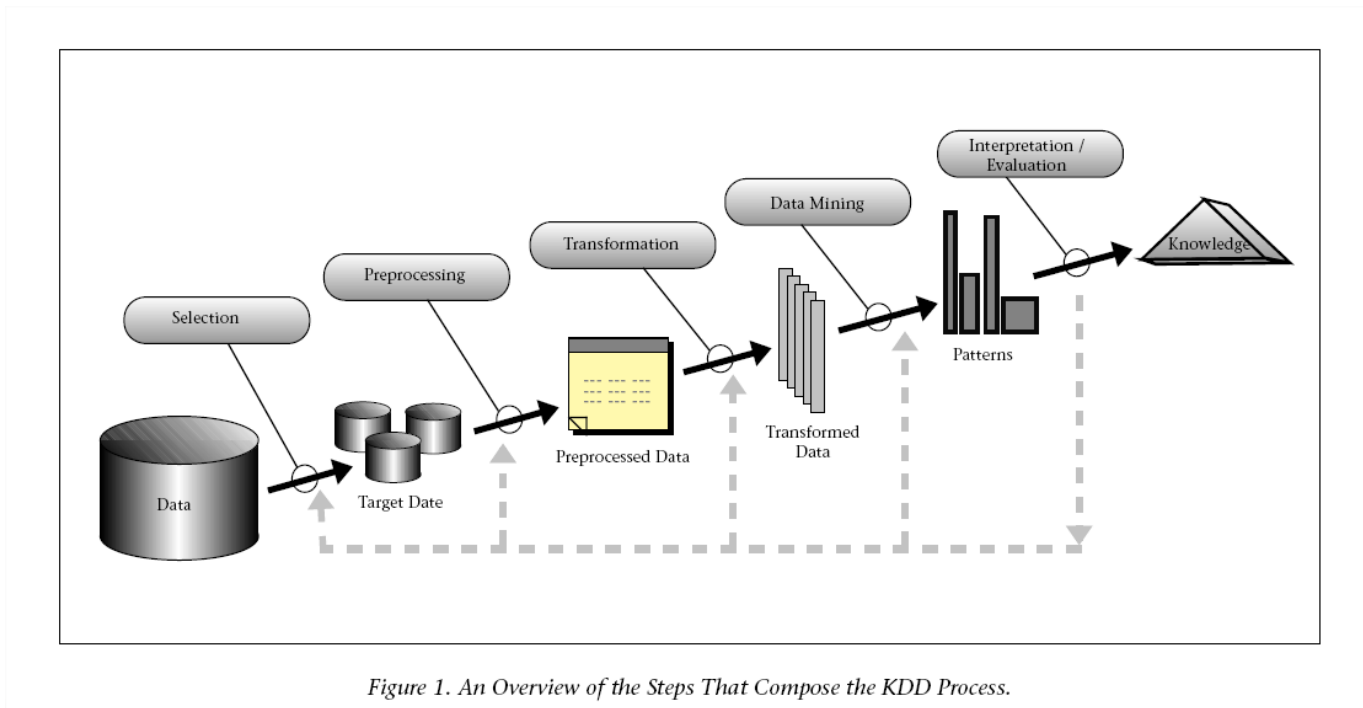 Interpretation /
Evaluation
Data Mining
Knowledge
Transformation
Preprocessing
Selection
Patterns
--- --- ---
--- --- ---
--- --- ---
Transformed
Data
Preprocessed Data
Target Date
Data
Figure 1. An Overview of the Steps That Compose the KDD Process.